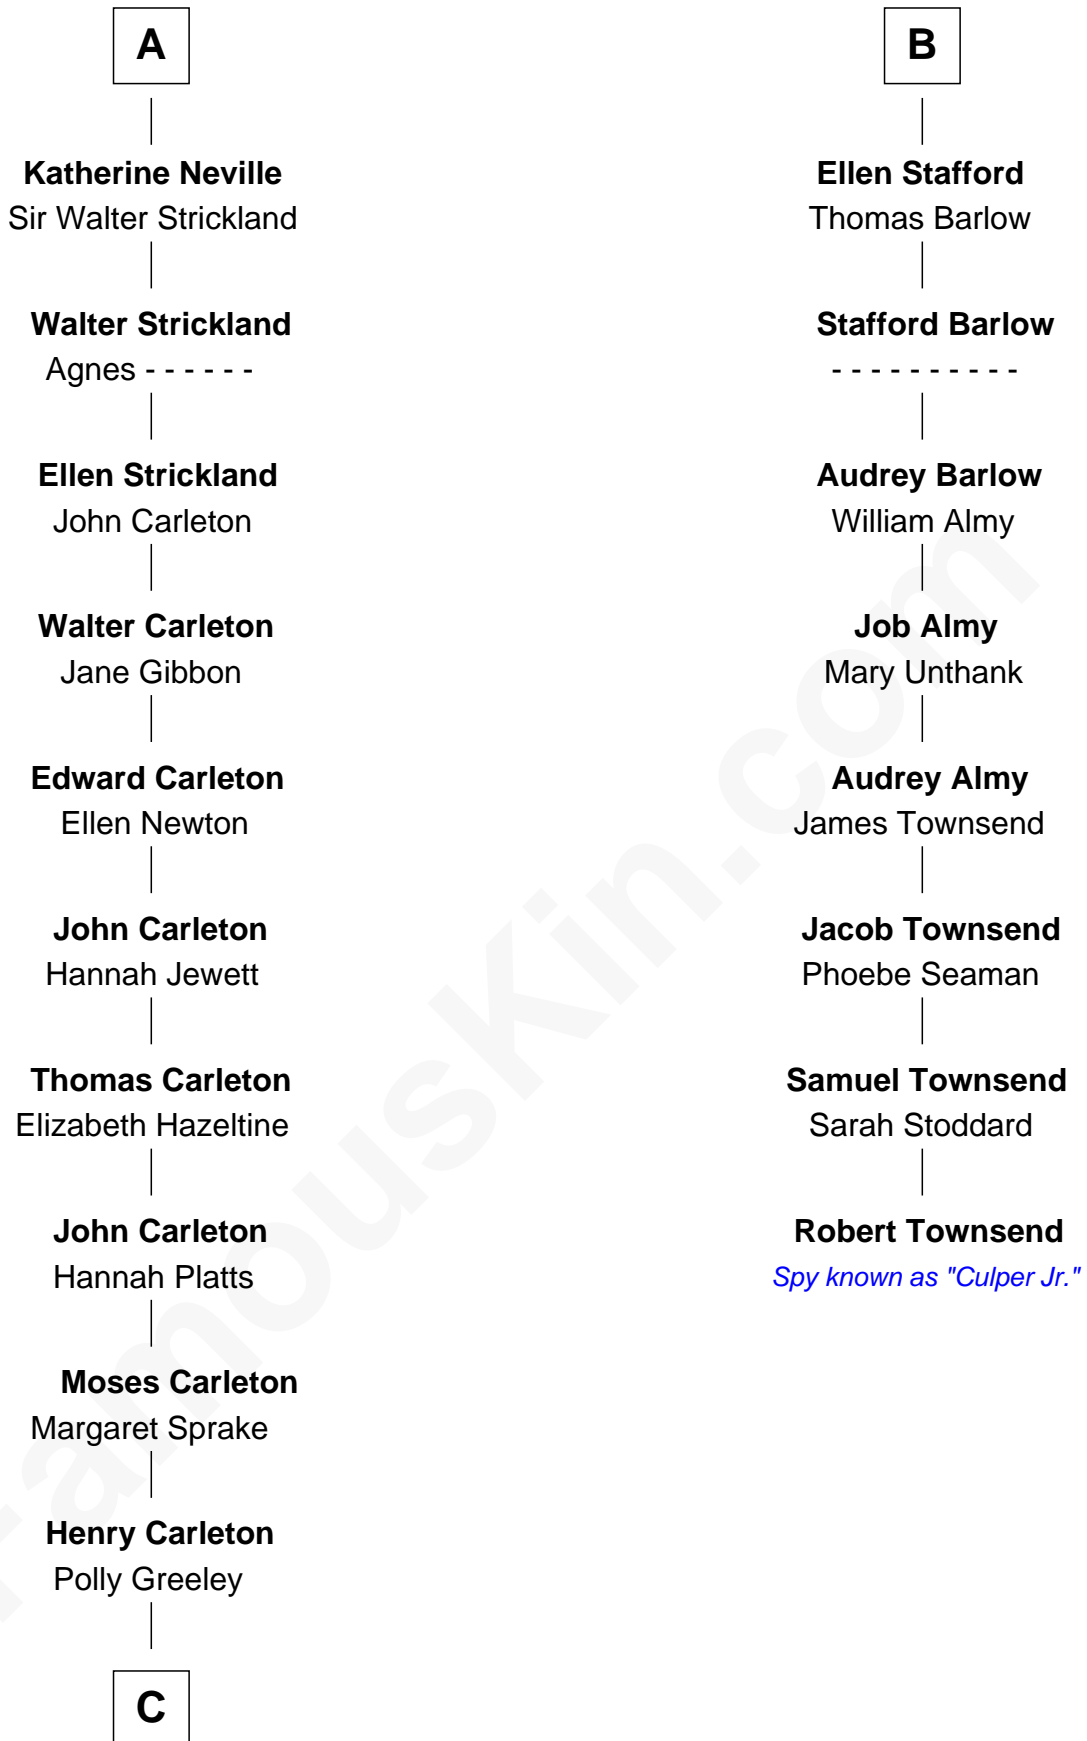 A
Katherine Neville
Sir Walter Strickland
Walter Strickland
Agnes - - - - - -
Ellen Strickland
John Carleton
Walter Carleton
Jane Gibbon
Edward Carleton
Ellen Newton
John Carleton
Hannah Jewett
Thomas Carleton
Elizabeth Hazeltine
John Carleton
Hannah Platts
Moses Carleton
Margaret Sprake
Henry Carleton
Polly Greeley
C
B
Ellen Stafford
Thomas Barlow
Stafford Barlow
- - - - - - - - - -
Audrey Barlow
William Almy
Job Almy
Mary Unthank
Audrey Almy
James Townsend
Jacob Townsend
Phoebe Seaman
Samuel Townsend
Sarah Stoddard
Robert Townsend
Spy known as "Culper Jr."
FamousKin.com